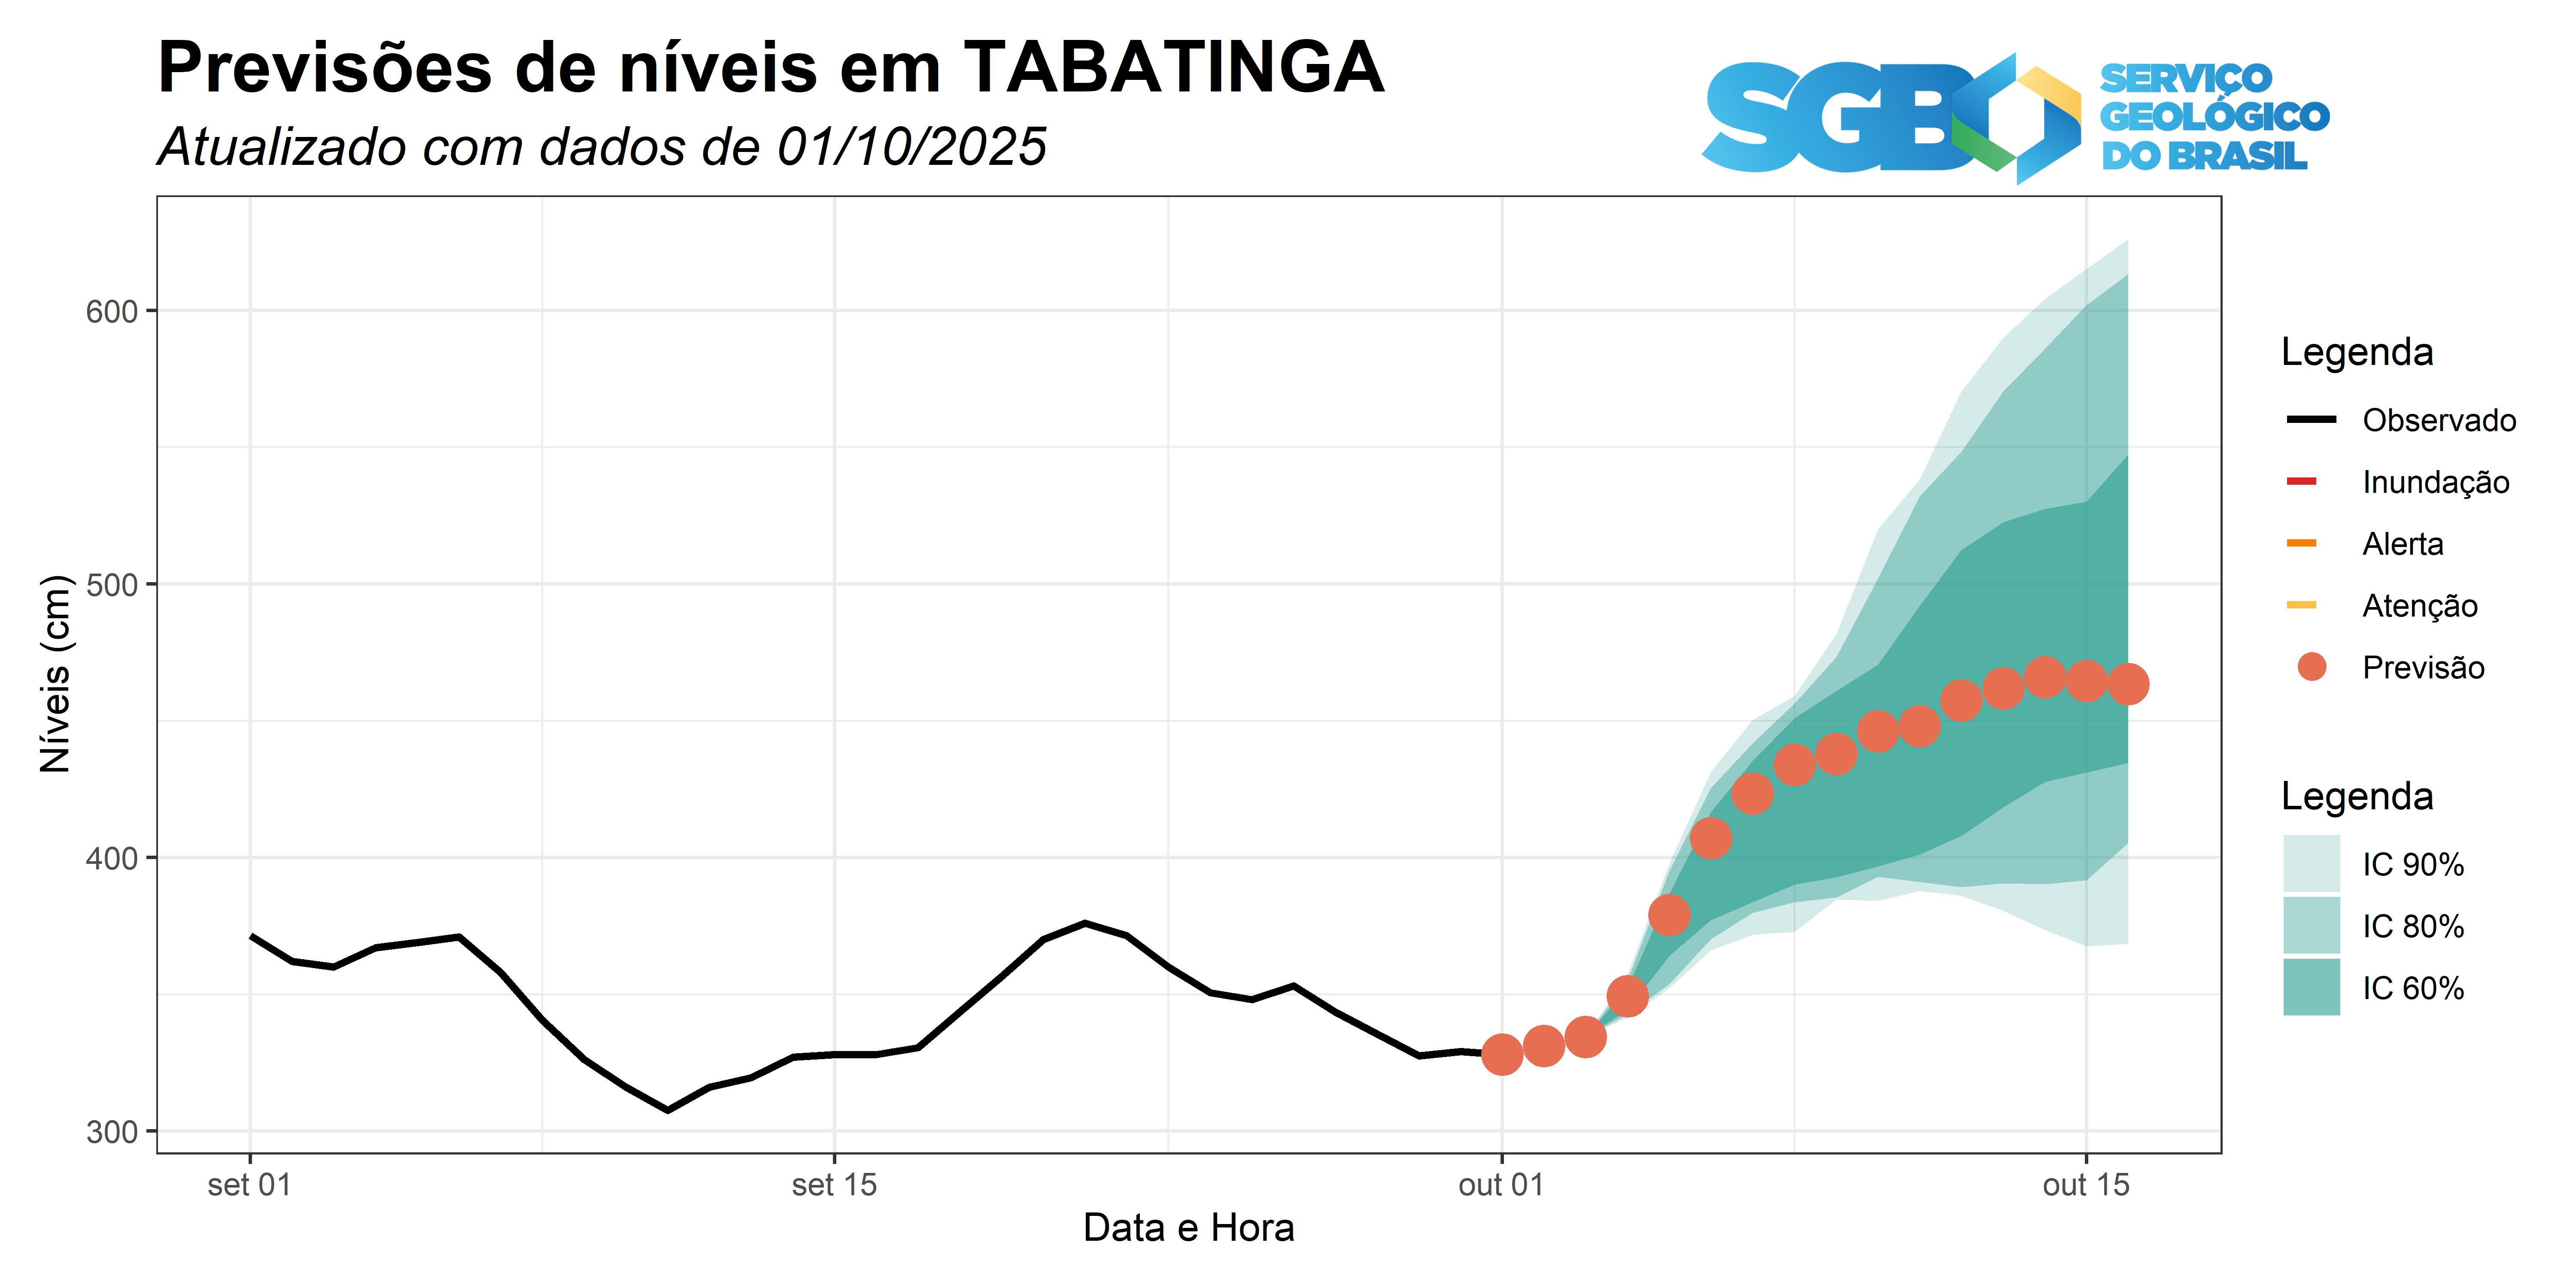 Previsões de níveis em TABATINGA
Atualizado com dados de 01/10/2025
SGB
SERVIÇO
GEOLÓGICO
DO BRASIL
600
500
400
300
Níveis (cm)
set 01
set 15
out 01
out 15
Data e Hora
Legenda
Observado
Inundação
Alerta
Atenção
Previsão
Legenda
IC 90%
IC 80%
IC 60%